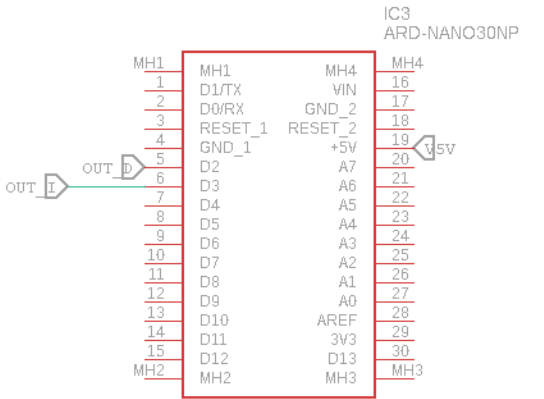 IC3
ARD-NANO30NP
MH1 MH1 MH4 MH4
1 D1/TX VIN 16
2 D0/RX GND_2 17
3 RESET_1 RESET_2 18
4 GND_1 +5V 19 V5V
OUT_D 5 D2 A7 20
OUT_I 6 D3 A6 21
7 D4 A5 22
8 D5 A4 23
9 D6 A3 24
10 D7 A2 25
11 D8 A1 26
12 D9 A0 27
13 D10 AREF 28
14 D11 3V3 29
15 D12 D13 30
MH2 MH2 MH3 MH3